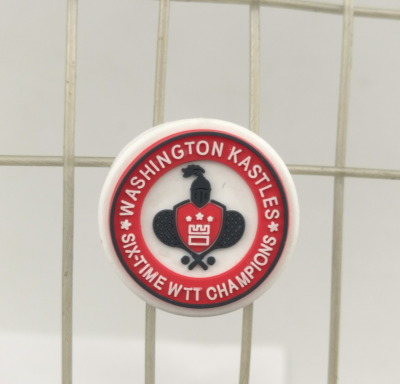 WASHINGTON KASTLES
SIX-TIME WTT CHAMPIONS